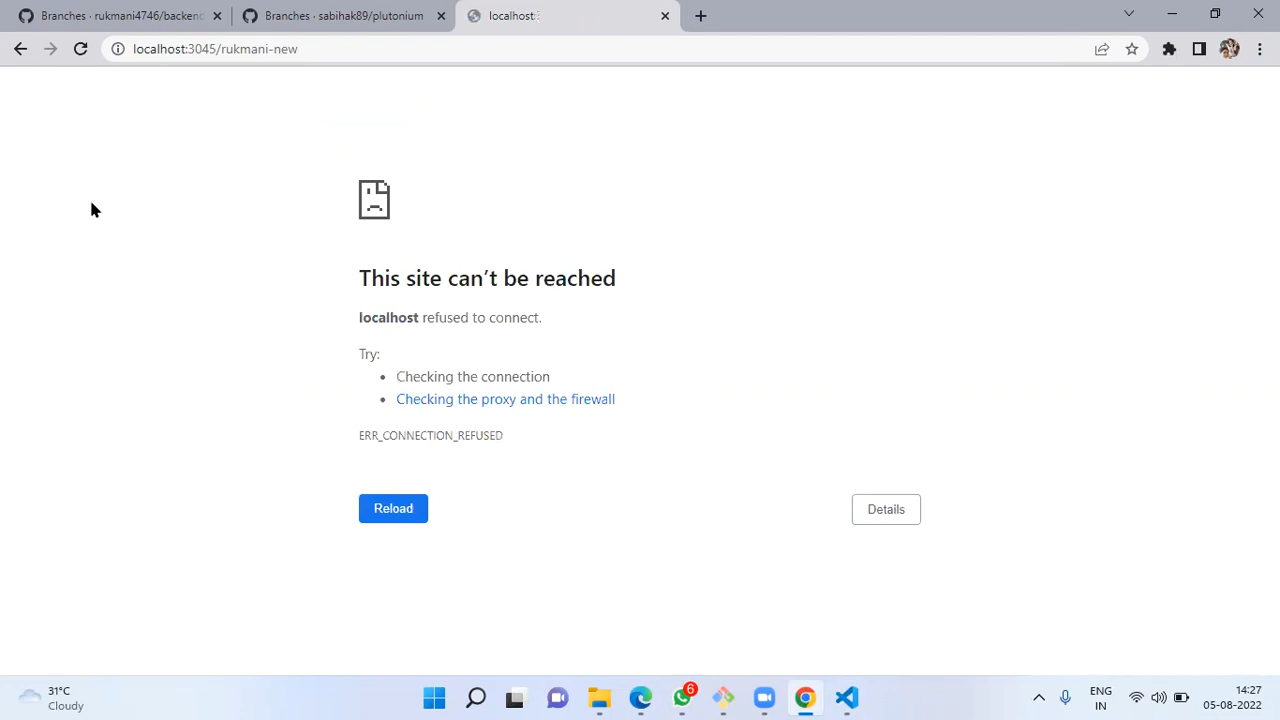 Branches · rukmani4746/backend
Branches · sabihak89/plutonium
localhost:
localhost:3045/rukmani-new
This site can’t be reached
localhost refused to connect.
Try:
Checking the connection
Checking the proxy and the firewall
ERR_CONNECTION_REFUSED
Reload
Details
31°C
Cloudy
6
ENG
IN
14:27
05-08-2022